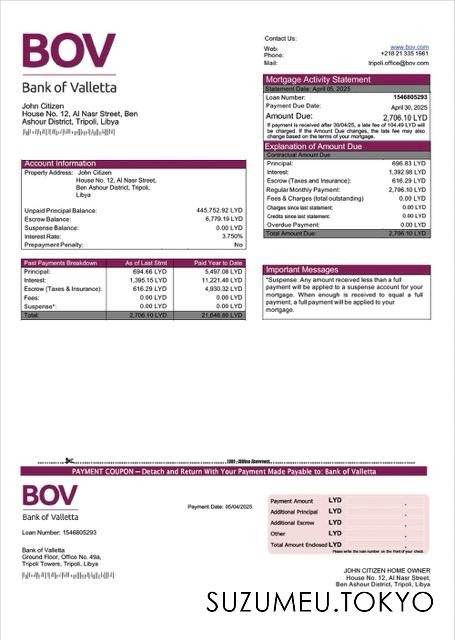 BOV
Bank of Valletta
John Citizen
House No. 12, Al Nasr Street, Ben
Ashour District, Tripoli, Libya
Contact Us:
Web: www.bov.com
Phone: +218 21 335 1661
Mail: tripoli.office@bov.com
Mortgage Activity Statement
Statement Date: April 05, 2025
Loan Number: 1546805293
Payment Due Date: April 30, 2025
Amount Due: 2,706.10 LYD
If payment is received after 30/04/25, a late fee of 104.49 LYD will
be charged. If the Amount Due changes, the late fee may also
change based on the terms of your mortgage.
Explanation of Amount Due
Contractual Amount Due
Principal: 696.83 LYD
Interest: 1,392.98 LYD
Escrow (Taxes and Insurance): 616.29 LYD
Regular Monthly Payment: 2,706.10 LYD
Fees & Charges (total outstanding) 0.00 LYD
Charges since last statement: 0.00 LYD
Credits since last statement: 0.00 LYD
Overdue Payment: 0.00 LYD
Total Amount Due: 2,706.10 LYD
Account Information
Property Address: John Citizen
House No. 12, Al Nasr Street,
Ben Ashour District, Tripoli,
Libya
Unpaid Principal Balance: 445,752.92 LYD
Escrow Balance: 6,779.19 LYD
Suspense Balance: 0.00 LYD
Interest Rate: 3.750%
Prepayment Penalty: No
Past Payments Breakdown As of Last Stmt Paid Year to Date
Principal: 694.66 LYD 5,497.08 LYD
Interest: 1,395.15 LYD 11,221.40 LYD
Escrow (Taxes & Insurance): 616.29 LYD 4,930.32 LYD
Fees: 0.00 LYD 0.00 LYD
Suspense*: 0.00 LYD 0.00 LYD
Total: 2,706.10 LYD 21,648.80 LYD
Important Messages
*Suspense: Any amount received less than a full
payment will be applied to a suspense account for your
mortgage. When enough is received to equal a full
payment, a full payment will be applied to your
mortgage.
PAYMENT COUPON – Detach and Return With Your Payment Made Payable to: Bank of Valletta
BOV
Bank of Valletta
Loan Number: 1546805293
Bank of Valletta
Ground Floor, Office No. 49a,
Tripoli Towers, Tripoli, Libya
Payment Date: 05/04/2025
Payment Amount LYD .
Additional Principal LYD .
Additional Escrow LYD .
Other LYD .
Total Amount Enclosed LYD .
Please write the loan number on the front of your check.
JOHN CITIZEN HOME OWNER
House No. 12, Al Nasr Street,
Ben Ashour District, Tripoli, Libya
SUZUMEU.TOKYO